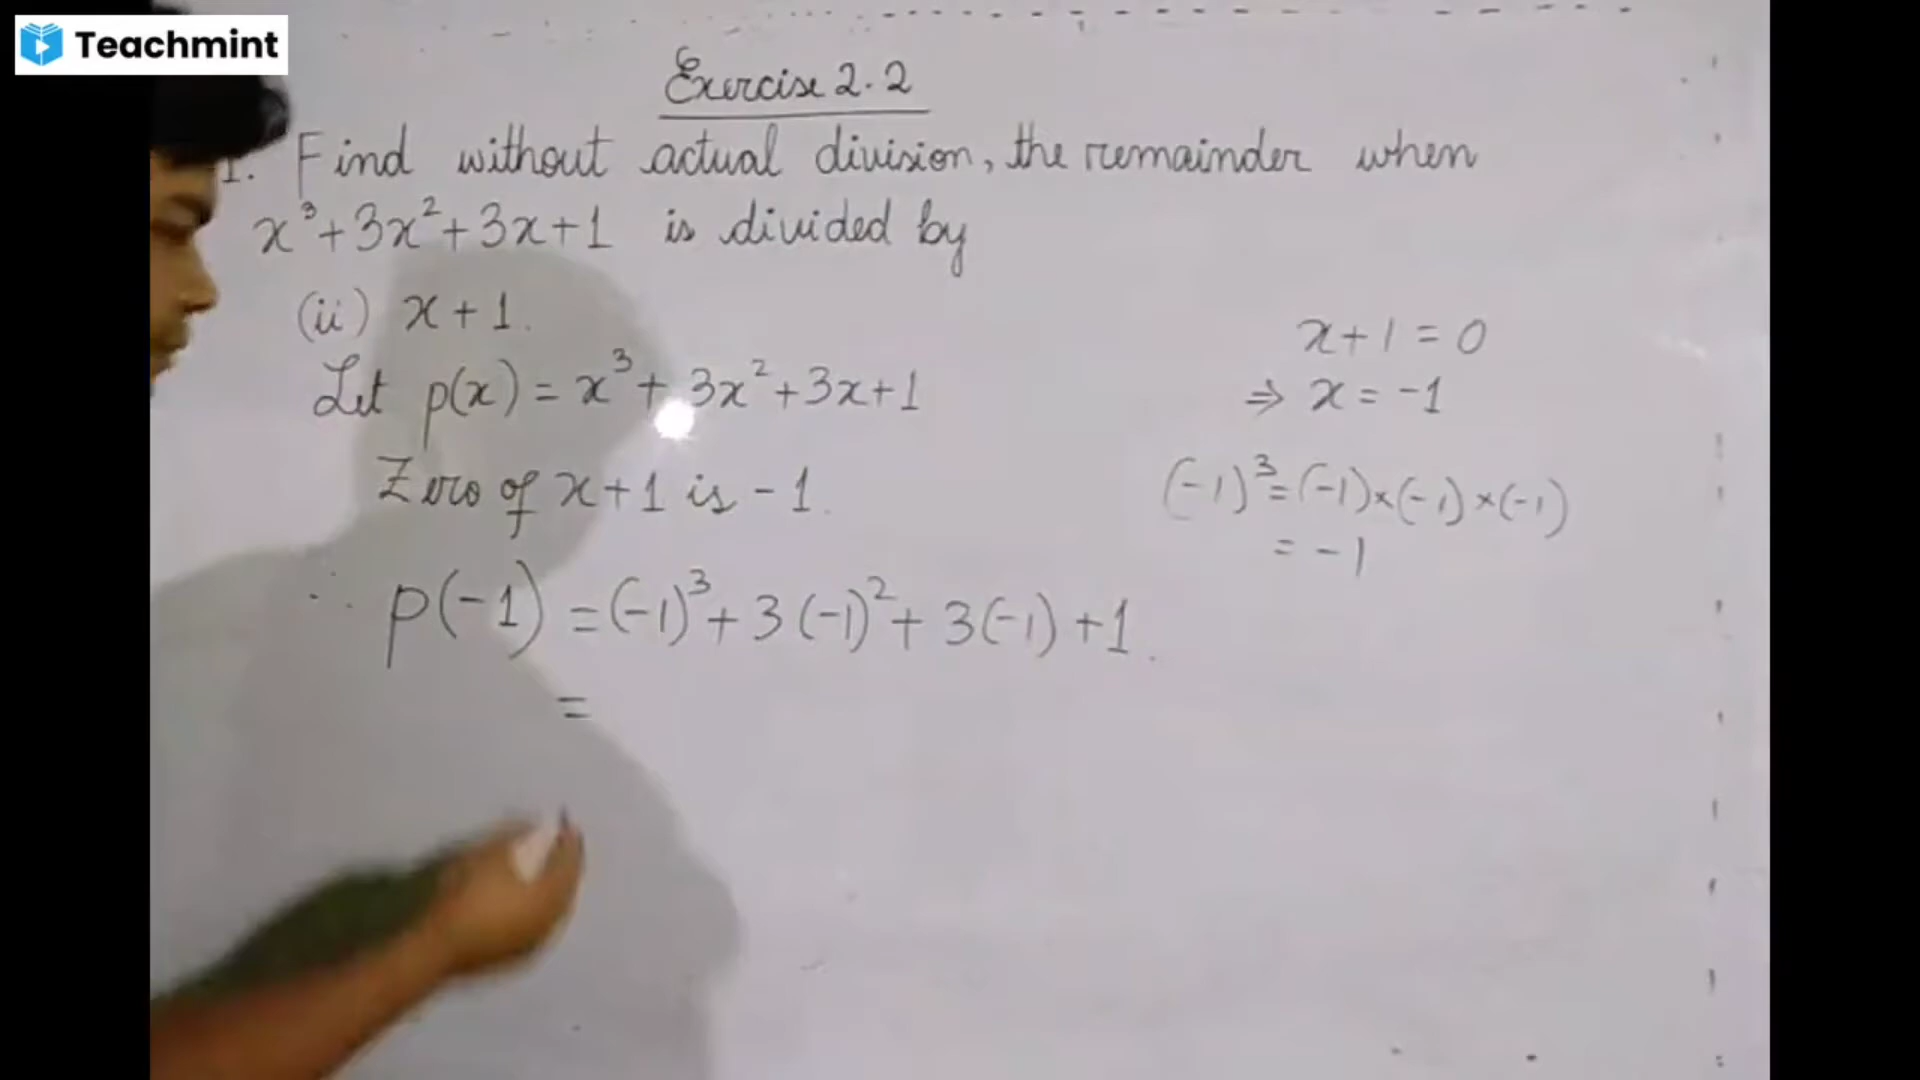 Teachmint
Exercise 2.2
1. Find without actual division, the remainder when
x³+3x²+3x+1 is divided by
(ii) x+1.
Let p(x) = x³+3x²+3x+1
Zero of x+1 is -1.
∴ p(-1) = (-1)³+3(-1)²+3(-1)+1.
=
x+1=0
⇒ x=-1
(-1)³=(-1)×(-1)×(-1)
= -1